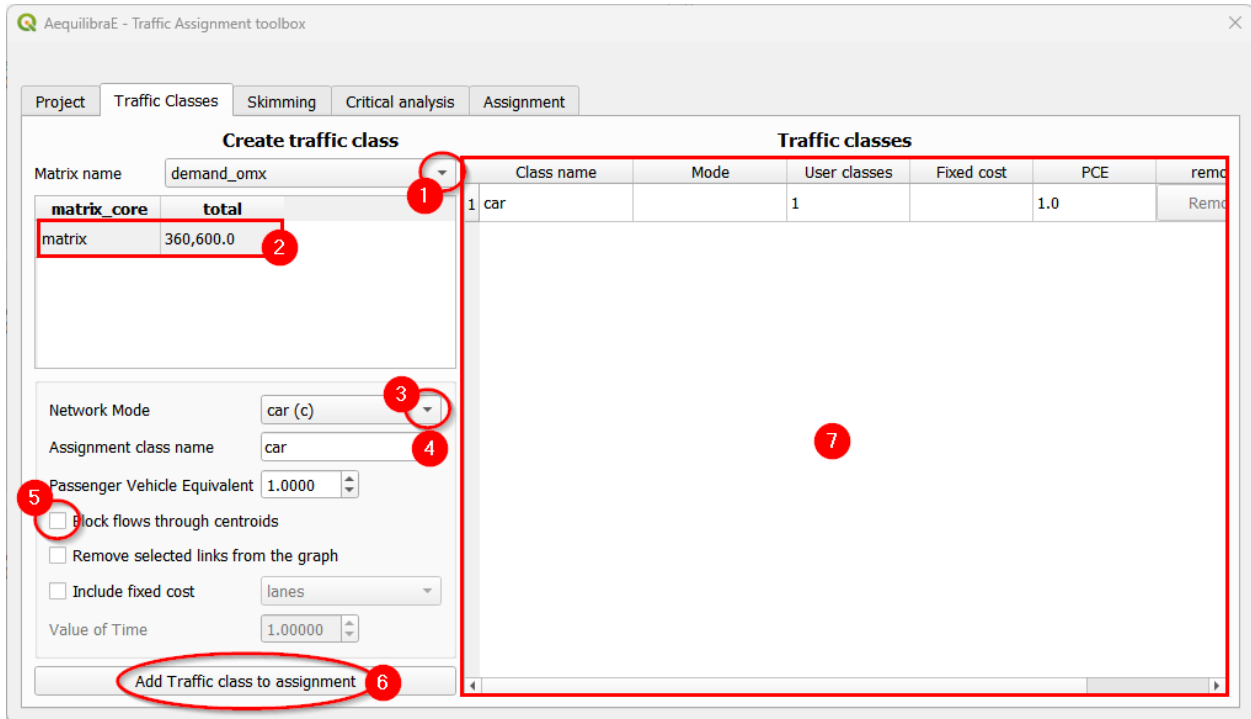 AequilibraE - Traffic Assignment toolbox
Project Traffic Classes Skimming Critical analysis Assignment
Create traffic class
Matrix name demand_omx
1
matrix_core total
matrix 360,600.0
2
3
Network Mode car (c)
Assignment class name car
4
Passenger Vehicle Equivalent 1.0000
5
Block flows through centroids
Remove selected links from the graph
Include fixed cost lanes
Value of Time 1.00000
Add Traffic class to assignment 6
Traffic classes
Class name Mode User classes Fixed cost PCE remo
1 car 1 1.0 Remo
7